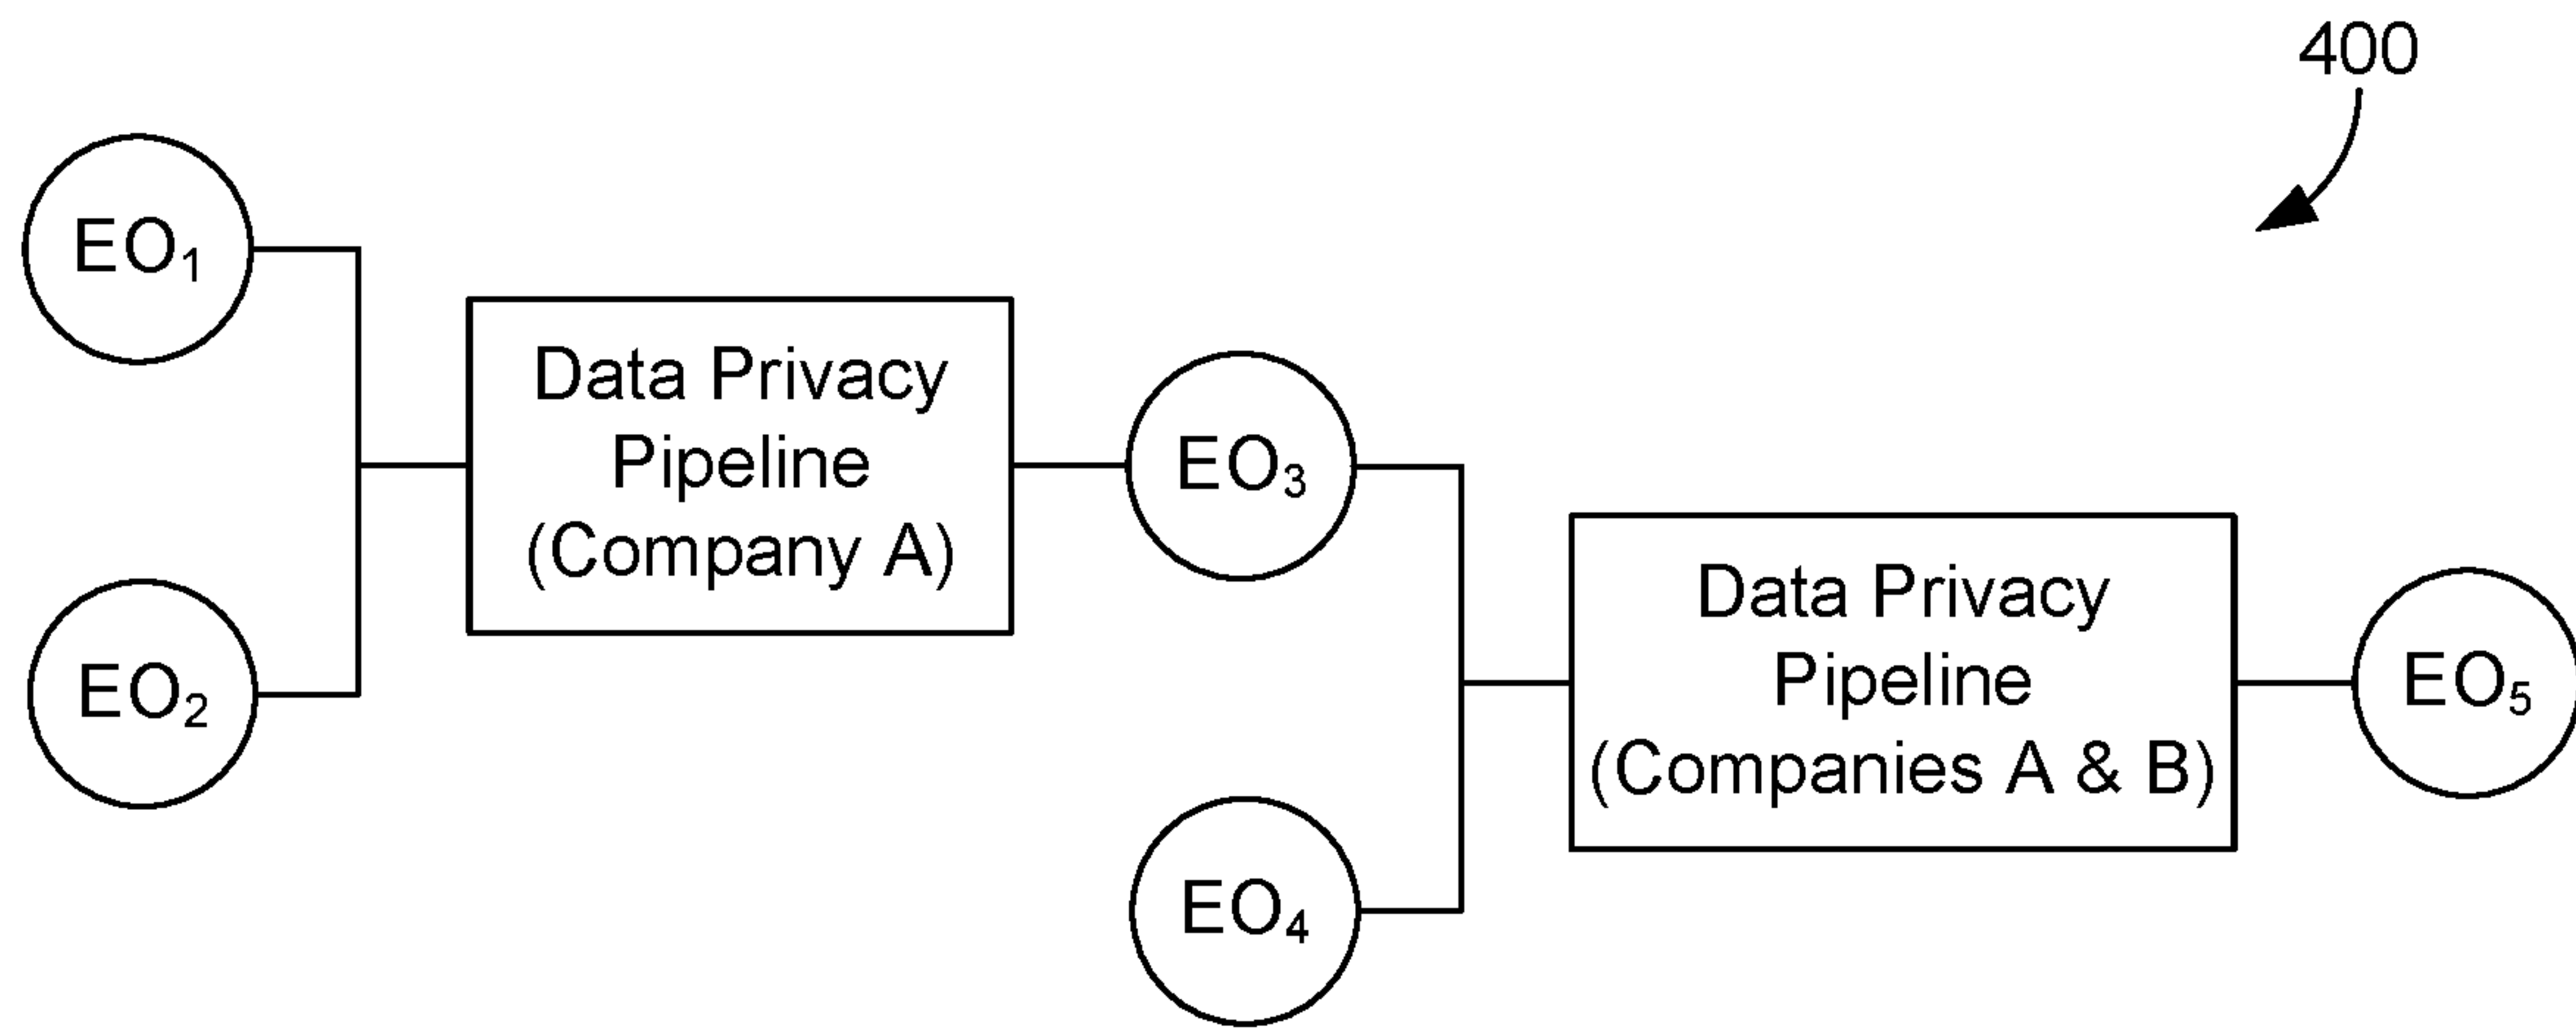 400
EO₁
Data Privacy
Pipeline
(Company A)
EO₂
EO₃
Data Privacy
Pipeline
(Companies A & B)
EO₄
EO₅